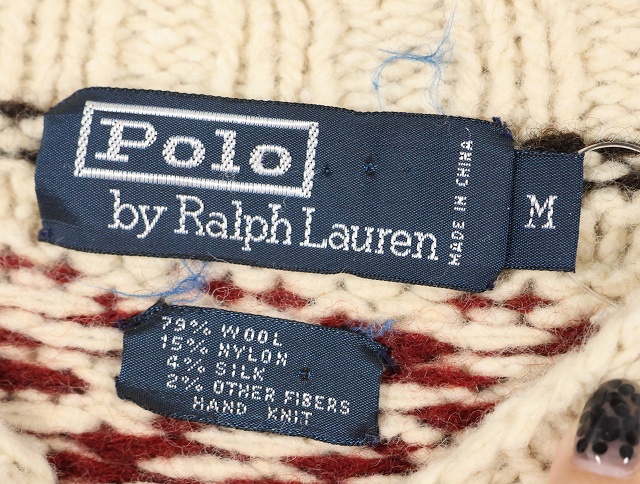 Polo
by Ralph Lauren
MADE IN CHINA
M
79% WOOL
15% NYLON
4% SILK
2% OTHER FIBERS
HAND KNIT